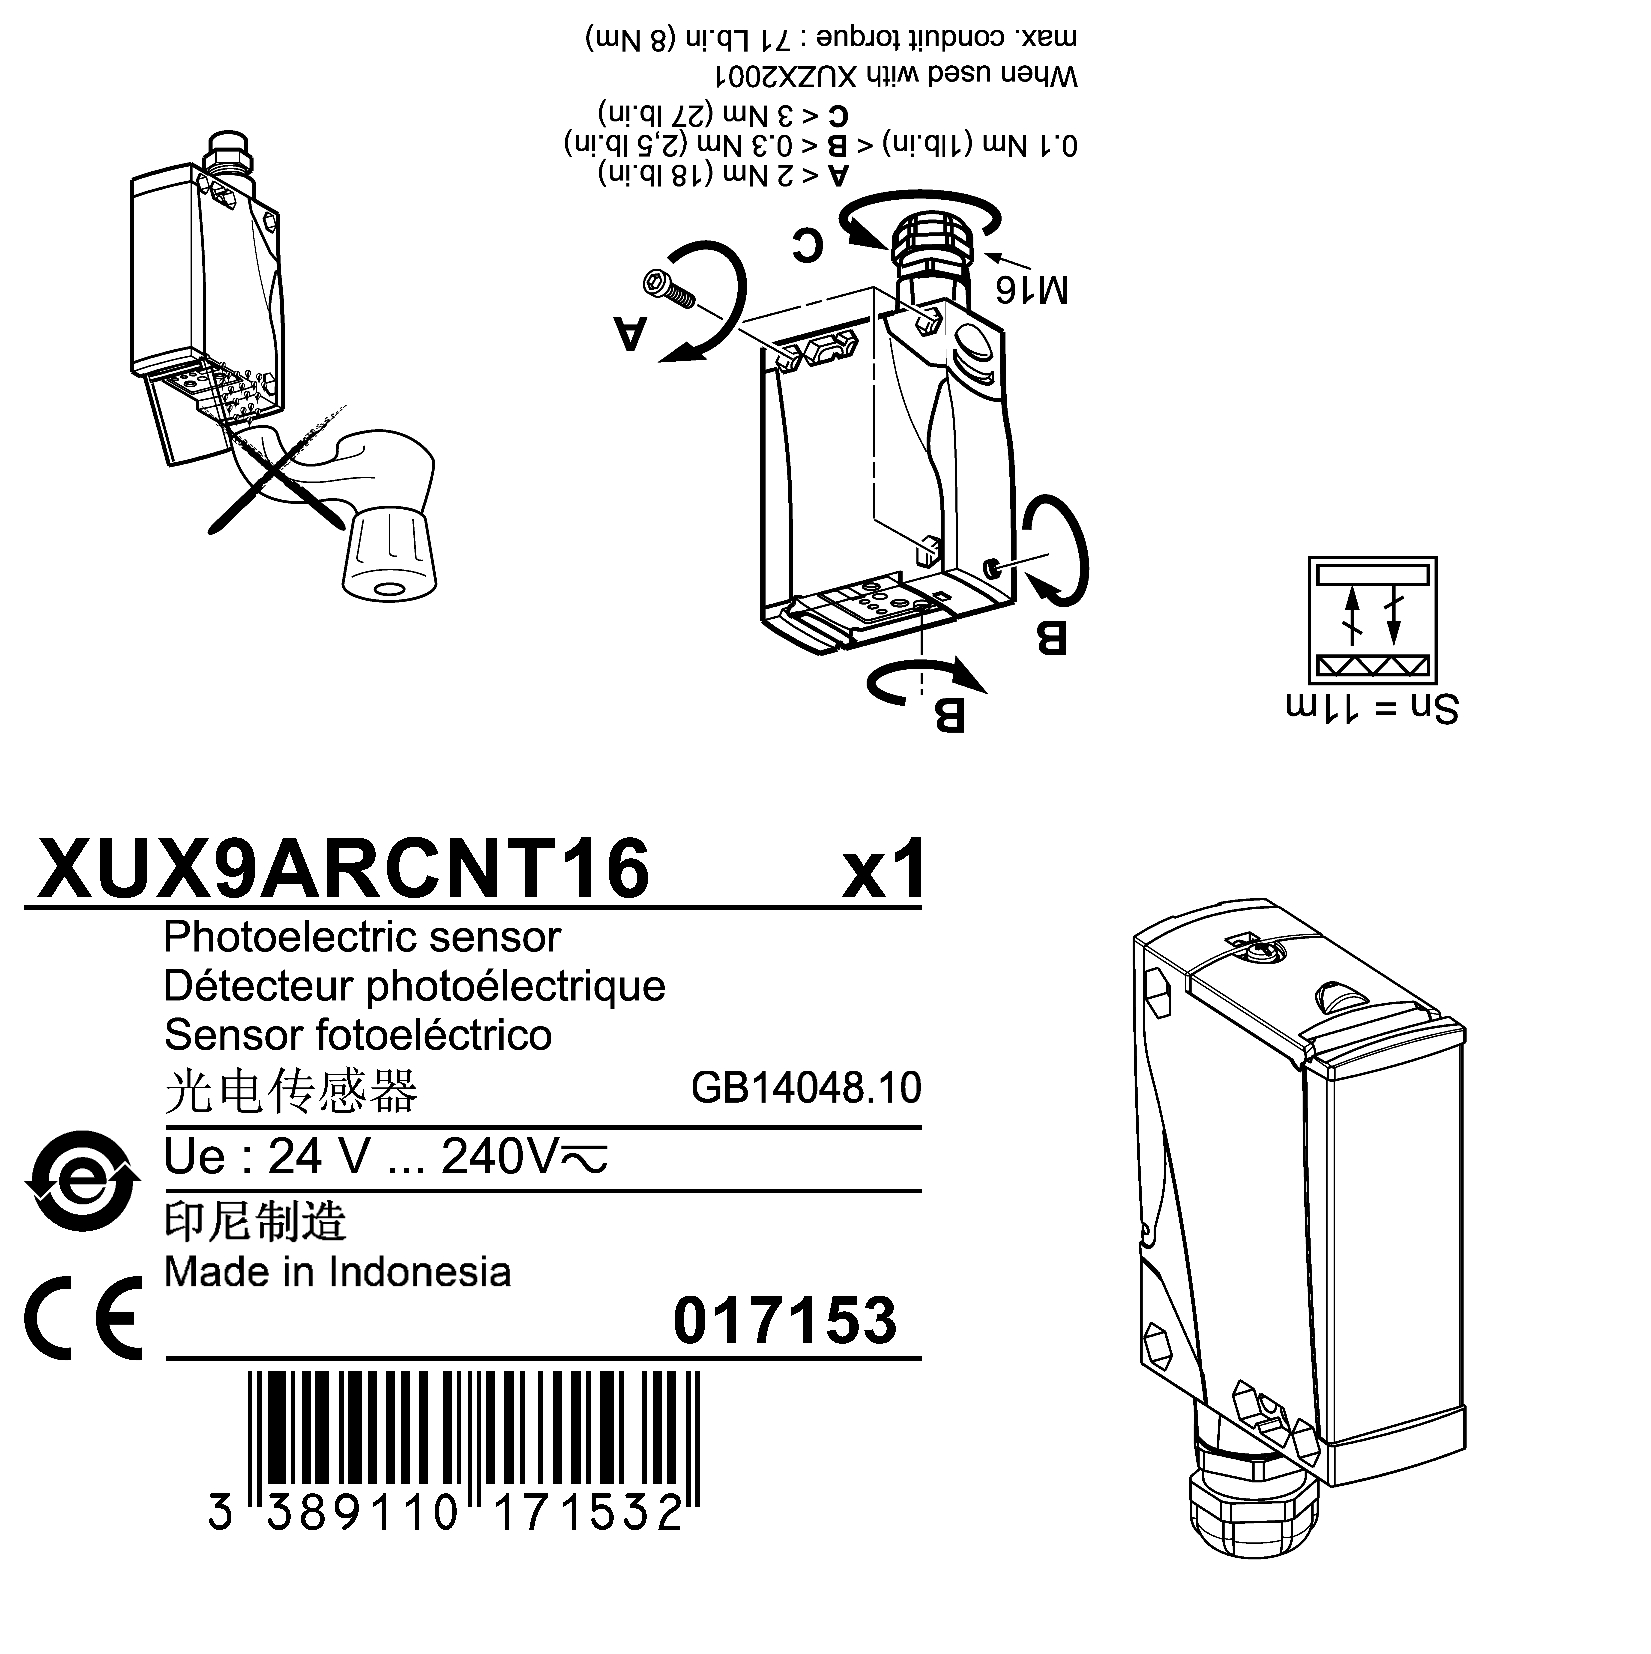 A < 2 Nm (18 lb.in)
0.1 Nm (1lb.in) < B < 0.3 Nm (2,5 lb.in)
C < 3 Nm (27 lb.in)
When used with XUZX2001
max. conduit torque : 71 Lb.in (8 Nm)
C
A
M16
B
B
Sn = 11m
XUX9ARCNT16 x1
Photoelectric sensor
Détecteur photoélectrique
Sensor fotoeléctrico
光电传感器 GB14048.10
Ue : 24 V ... 240V
印尼制造
Made in Indonesia
e
CE
017153
3 389110 171532